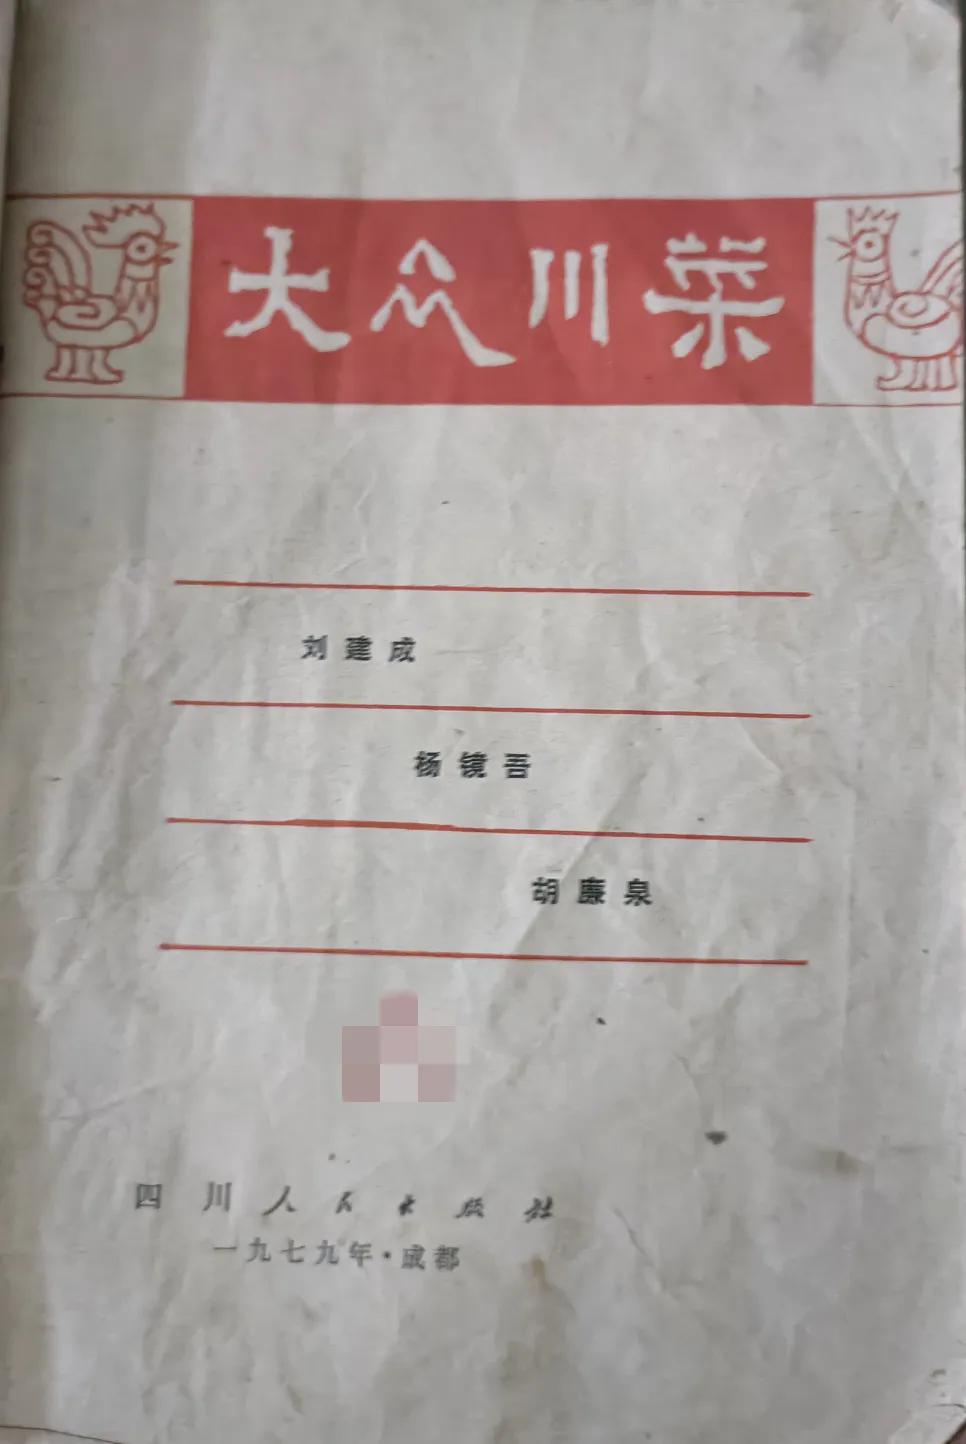 大众川菜
刘建成
杨镜吾
胡廉泉
四川人民出版社
一九七九年·成都